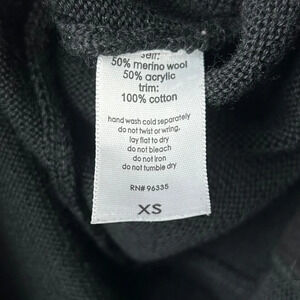 self:
50% merino wool
50% acrylic
trim:
100% cotton
hand wash cold separately
do not twist or wring,
lay flat to dry
do not bleach
do not iron
do not tumble dry
RN# 96335
XS